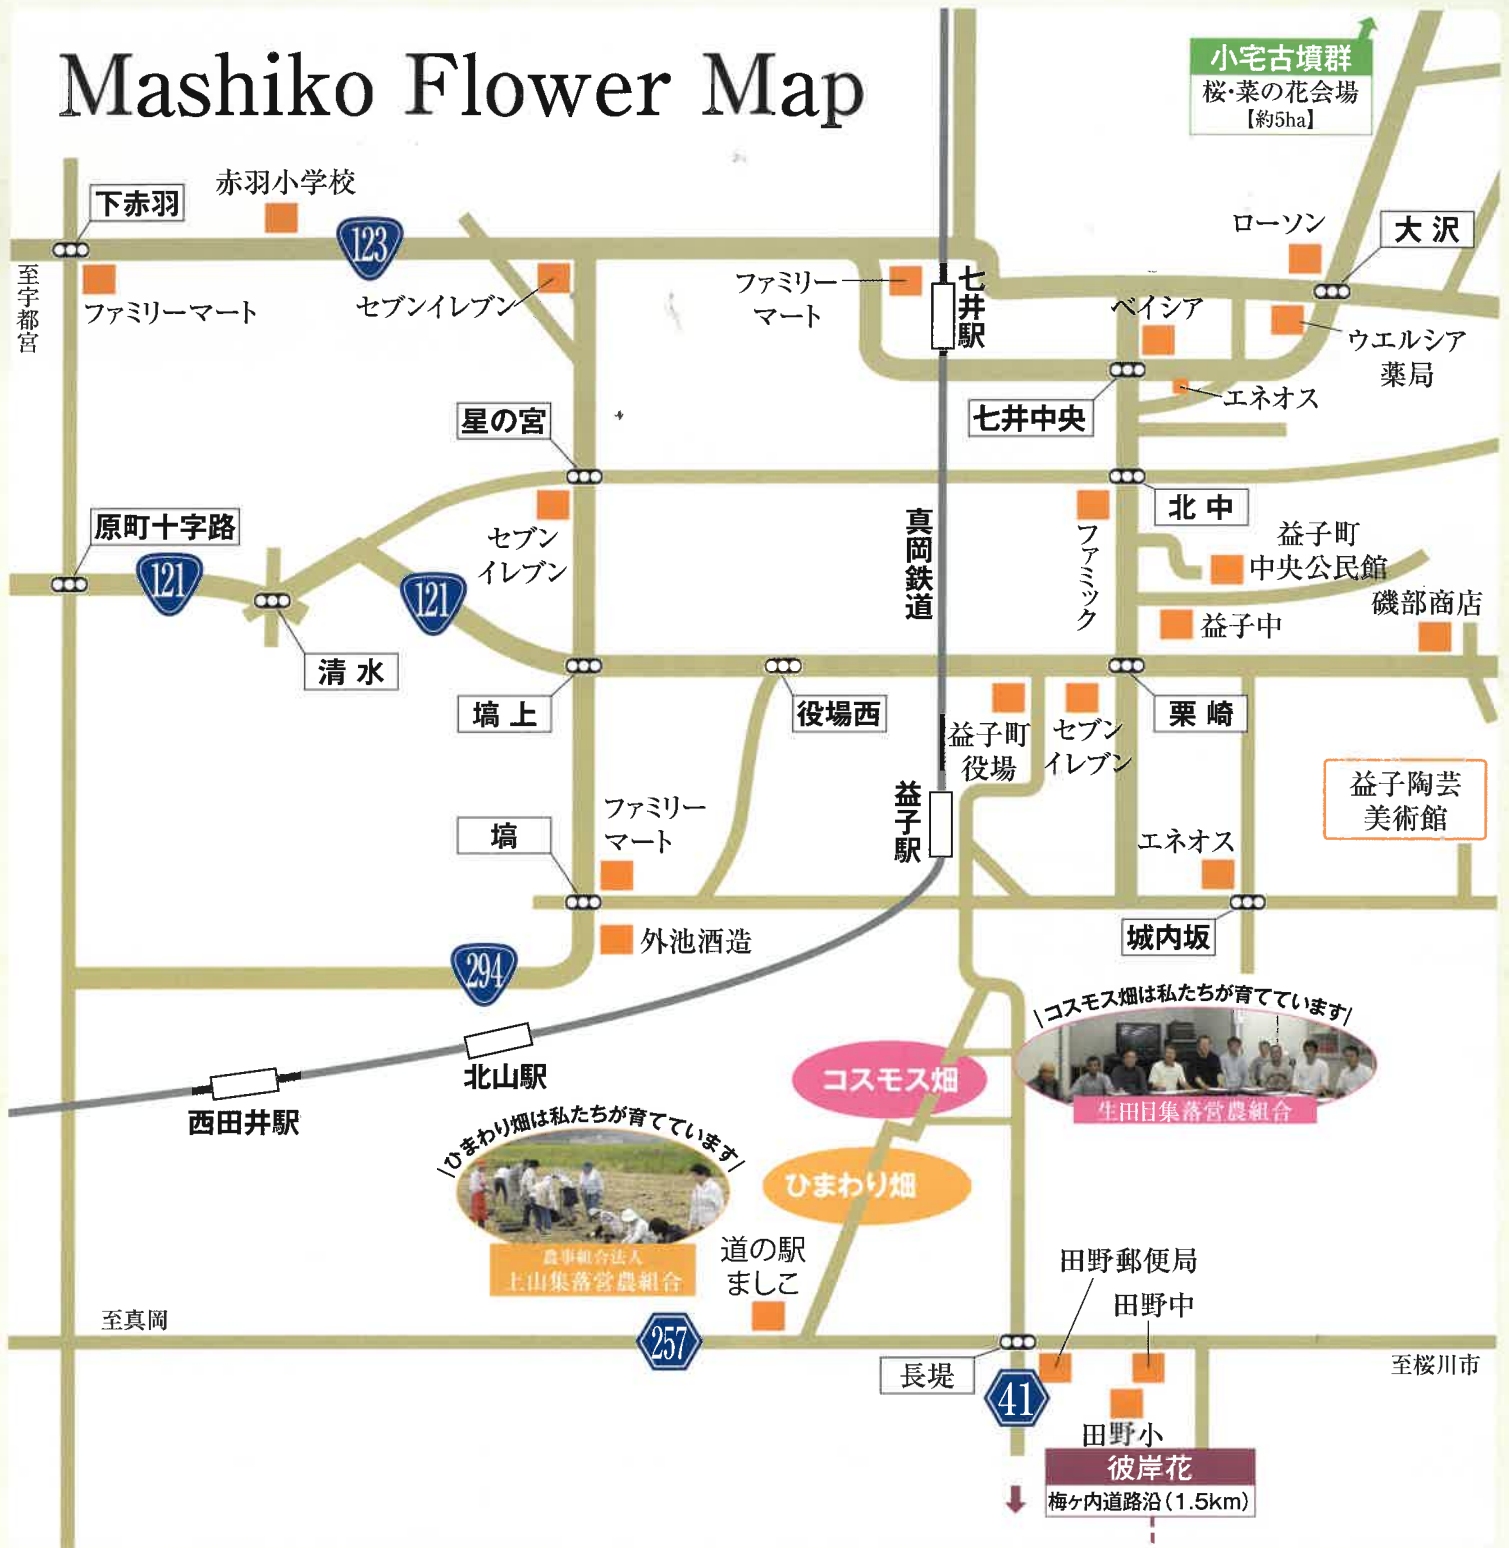 Mashiko Flower Map
小宅古墳群
桜・菜の花会場
【約5ha】
下赤羽
赤羽小学校
123
至宇都宮
ファミリーマート
セブンイレブン
ファミリー
マート
七井駅
ローソン
大沢
ベイシア
ウエルシア
薬局
エネオス
七井中央
星の宮
北中
原町十字路
121
121
セブン
イレブン
真岡鉄道
ファミック
益子町
中央公民館
磯部商店
益子中
清水
塙上
役場西
益子町
役場
セブン
イレブン
栗崎
益子陶芸
美術館
塙
ファミリー
マート
益子駅
エネオス
城内坂
外池酒造
294
\コスモス畑は私たちが育てています/
生田目集落営農組合
北山駅
西田井駅
コスモス畑
\ひまわり畑は私たちが育てています/
農事組合法人
上山集落営農組合
ひまわり畑
道の駅
ましこ
田野郵便局
田野中
至真岡
257
長堤
41
至桜川市
田野小
彼岸花
梅ヶ内道路沿(1.5km)